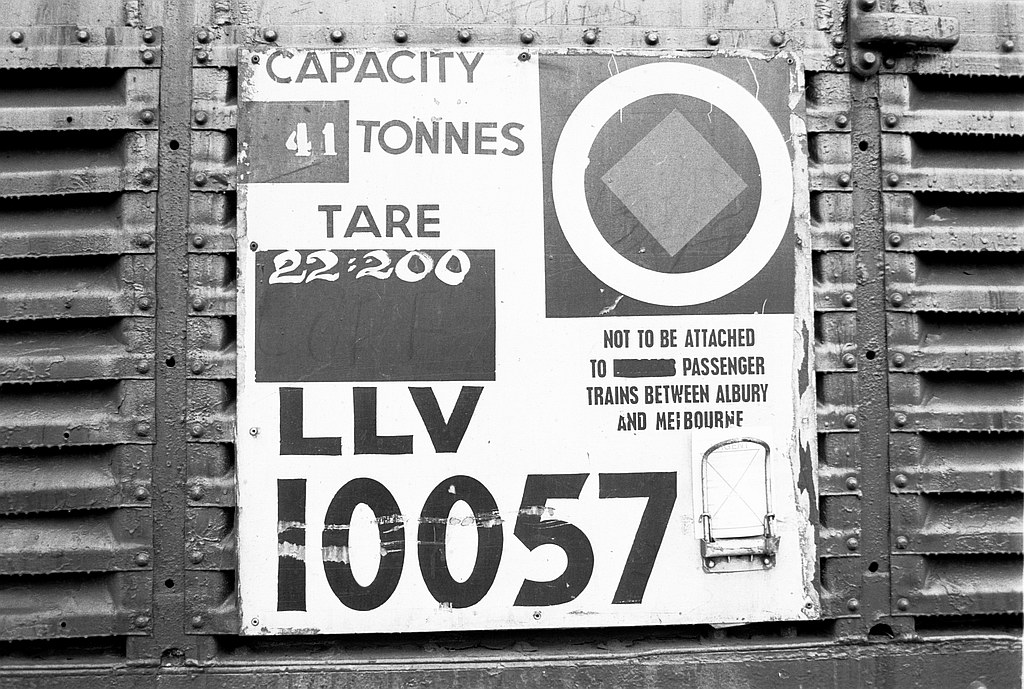 CAPACITY
41 TONNES
TARE
22:200
LLV
10057
NOT TO BE ATTACHED
TO PASSENGER
TRAINS BETWEEN ALBURY
AND MELBOURNE